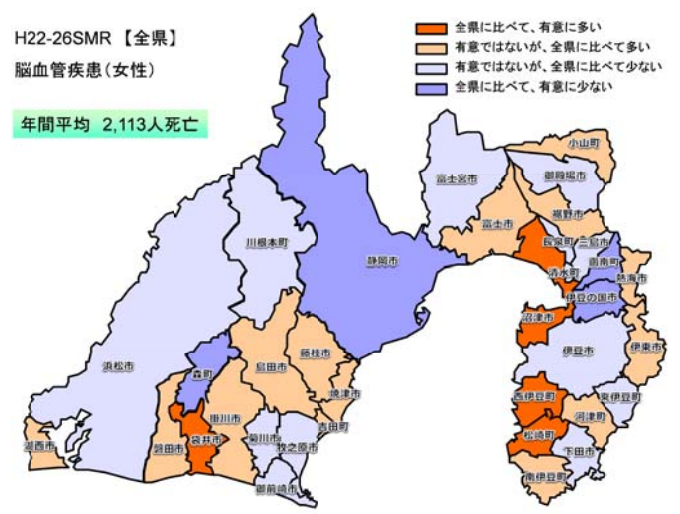 H22-26SMR 【全県】
脳血管疾患(女性)
年間平均 2,113人死亡
全県に比べて、有意に多い
有意ではないが、全県に比べて多い
有意ではないが、全県に比べて少ない
全県に比べて、有意に少ない
小山町
富士宮市
御殿場市
裾野市
富士市
川根本町
長泉町
三島市
静岡市
函南町
清水町
熱海市
伊豆の国市
沼津市
伊東市
伊豆市
浜松市
島田市
藤枝市
森町
焼津市
西伊豆町
東伊豆町
掛川市
河津町
吉田町
湖西市
磐田市
袋井市
菊川市
牧之原市
松崎町
下田市
南伊豆町
御前崎市